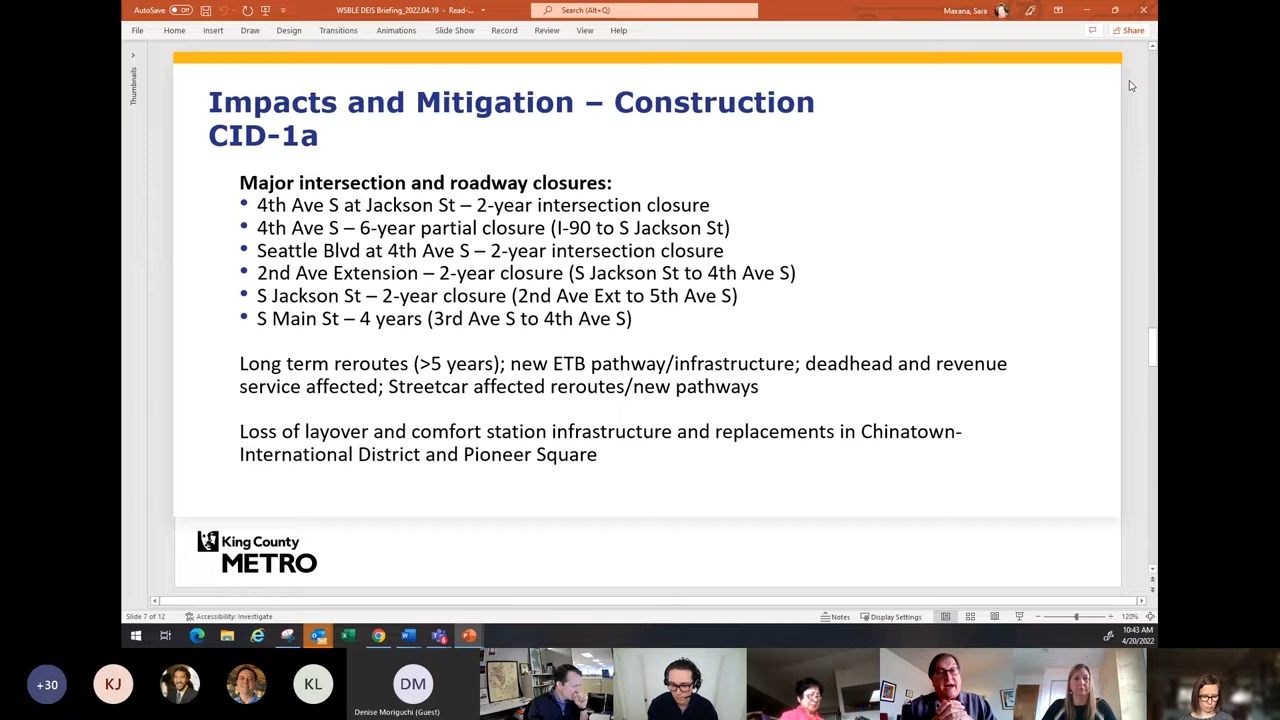 AutoSave Off WSBLE DEIS Briefing_2022.04.19 - Read-... Search (Alt+Q) Maxana, Sara
File Home Insert Draw Design Transitions Animations Slide Show Record Review View Help Share
Thumbnails
Impacts and Mitigation – Construction
CID-1a
Major intersection and roadway closures:
• 4th Ave S at Jackson St – 2-year intersection closure
• 4th Ave S – 6-year partial closure (I-90 to S Jackson St)
• Seattle Blvd at 4th Ave S – 2-year intersection closure
• 2nd Ave Extension – 2-year closure (S Jackson St to 4th Ave S)
• S Jackson St – 2-year closure (2nd Ave Ext to 5th Ave S)
• S Main St – 4 years (3rd Ave S to 4th Ave S)
Long term reroutes (>5 years); new ETB pathway/infrastructure; deadhead and revenue
service affected; Streetcar affected reroutes/new pathways
Loss of layover and comfort station infrastructure and replacements in Chinatown-
International District and Pioneer Square
King County
METRO
Slide 7 of 12 Accessibility: Investigate Notes Display Settings 120%
10:43 AM
4/20/2022
+30 KJ KL DM
Denise Moriguchi (Guest)